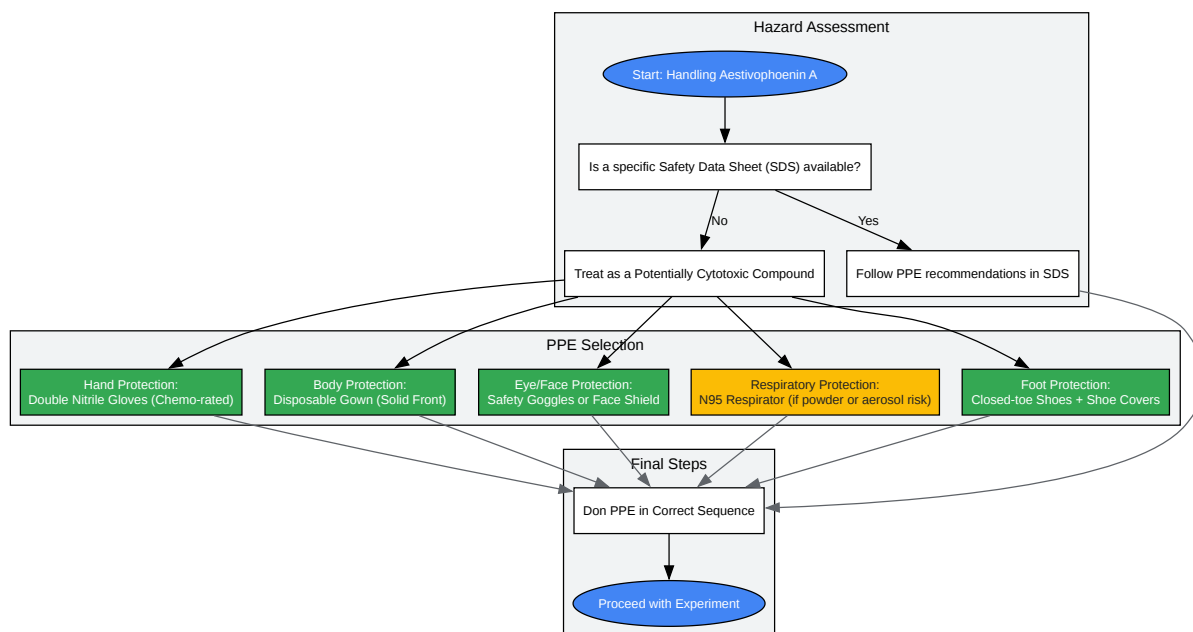 Hazard Assessment
Start: Handling Aestivophoenin A
Is a specific Safety Data Sheet (SDS) available?
No
Yes
Treat as a Potentially Cytotoxic Compound
Follow PPE recommendations in SDS
PPE Selection
Hand Protection:
Double Nitrile Gloves (Chemo-rated)
Body Protection:
Disposable Gown (Solid Front)
Eye/Face Protection:
Safety Goggles or Face Shield
Respiratory Protection:
N95 Respirator (if powder or aerosol risk)
Foot Protection:
Closed-toe Shoes + Shoe Covers
Final Steps
Don PPE in Correct Sequence
Proceed with Experiment